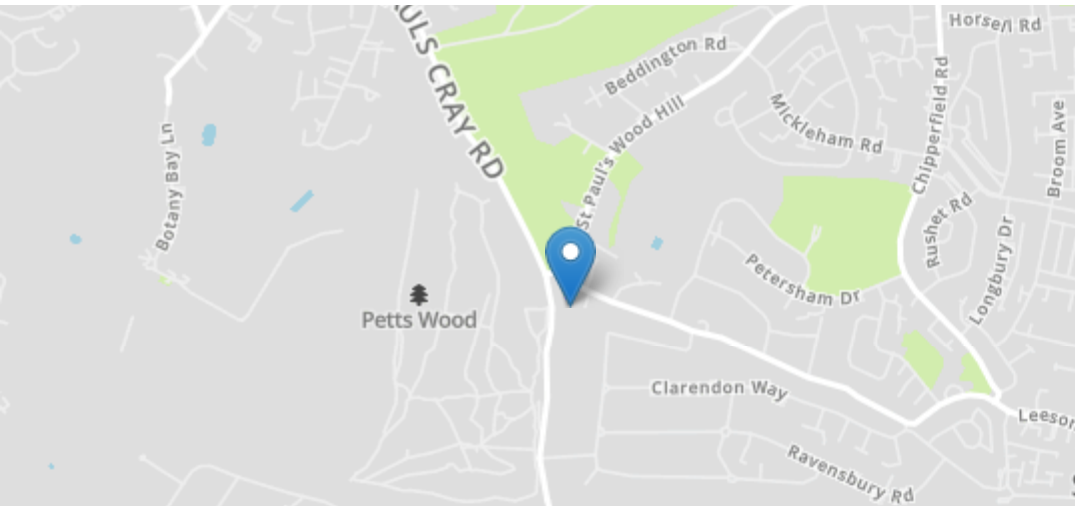 AULS CRAY RD
Horsell Rd
Beddington Rd
Chipperfield Rd
St Paul's Wood Hill
Mickleham Rd
Broom Ave
Botany Bay Ln
Rushet Rd
Longbury Dr
Petersham Dr
Petts Wood
Clarendon Way
Leeson
Ravensbury Rd